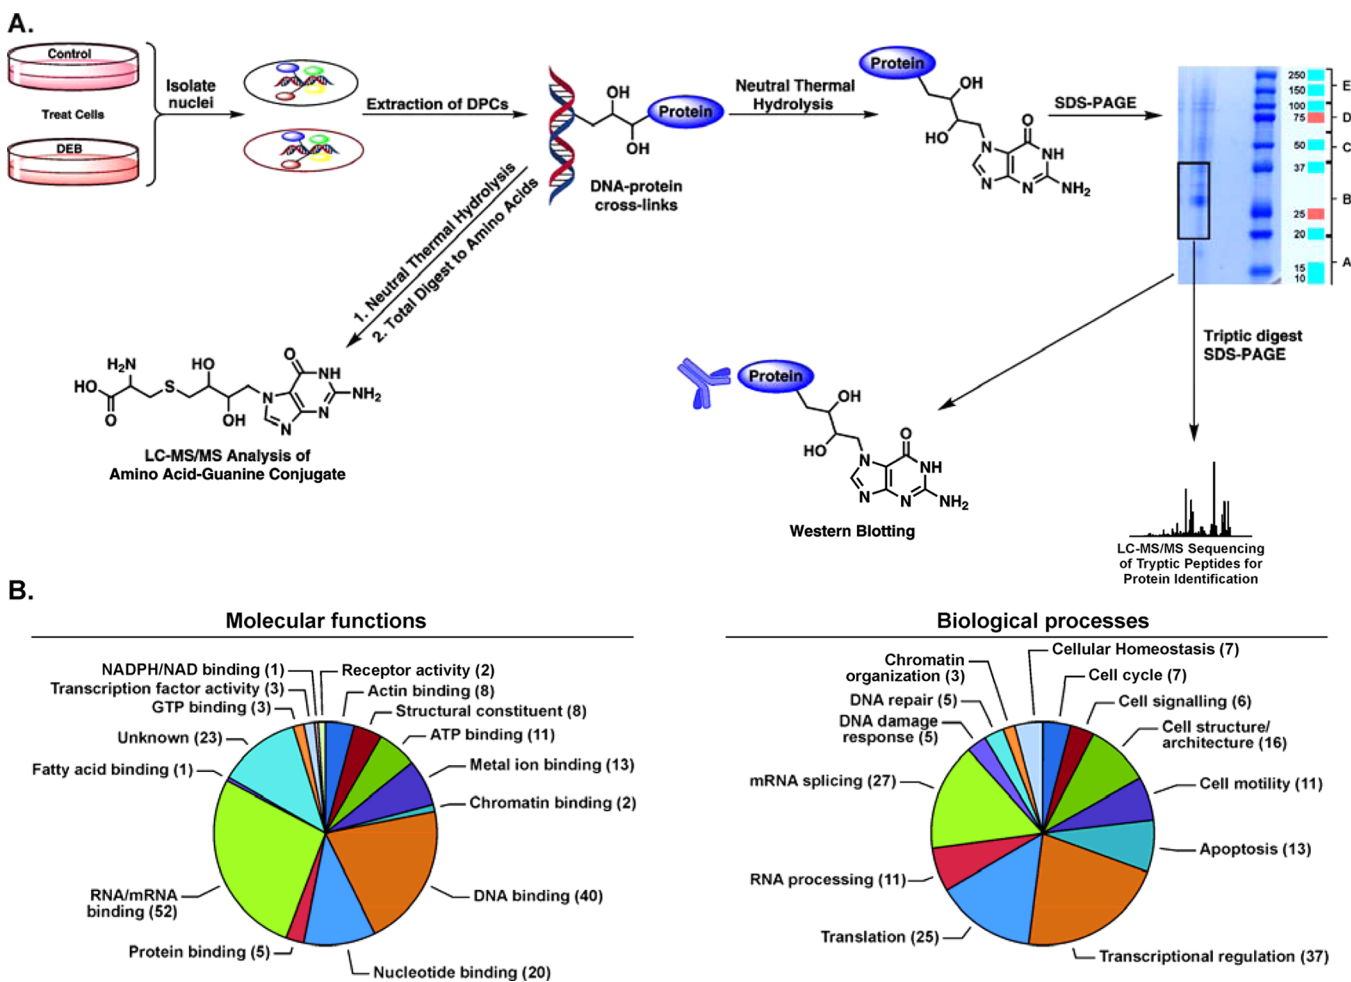 A.
Control
Treat Cells
DEB
Isolate
nuclei
Extraction of DPCs
OH
OH
Protein
DNA-protein
cross-links
Neutral Thermal
Hydrolysis
Protein
OH
HO
O
N
NH
N
N
NH2
SDS-PAGE
250
150
100
75
50
37
25
20
15
10
E
D
C
B
A
1. Neutral Thermal Hydrolysis
2. Total Digest to Amino Acids
H2N
HO
O
S
HO
OH
O
N
NH
N
N
NH2
LC-MS/MS Analysis of
Amino Acid-Guanine Conjugate
Protein
OH
HO
O
N
NH
N
N
NH2
Western Blotting
Triptic digest
SDS-PAGE
LC-MS/MS Sequencing
of Tryptic Peptides for
Protein Identification
B.
Molecular functions
NADPH/NAD binding (1)
Transcription factor activity (3)
GTP binding (3)
Unknown (23)
Fatty acid binding (1)
RNA/mRNA
binding (52)
Protein binding (5)
Receptor activity (2)
Actin binding (8)
Structural constituent (8)
ATP binding (11)
Metal ion binding (13)
Chromatin binding (2)
DNA binding (40)
Nucleotide binding (20)
Biological processes
Chromatin
organization (3)
DNA repair (5)
DNA damage
response (5)
mRNA splicing (27)
RNA processing (11)
Translation (25)
Cellular Homeostasis (7)
Cell cycle (7)
Cell signalling (6)
Cell structure/
architecture (16)
Cell motility (11)
Apoptosis (13)
Transcriptional regulation (37)